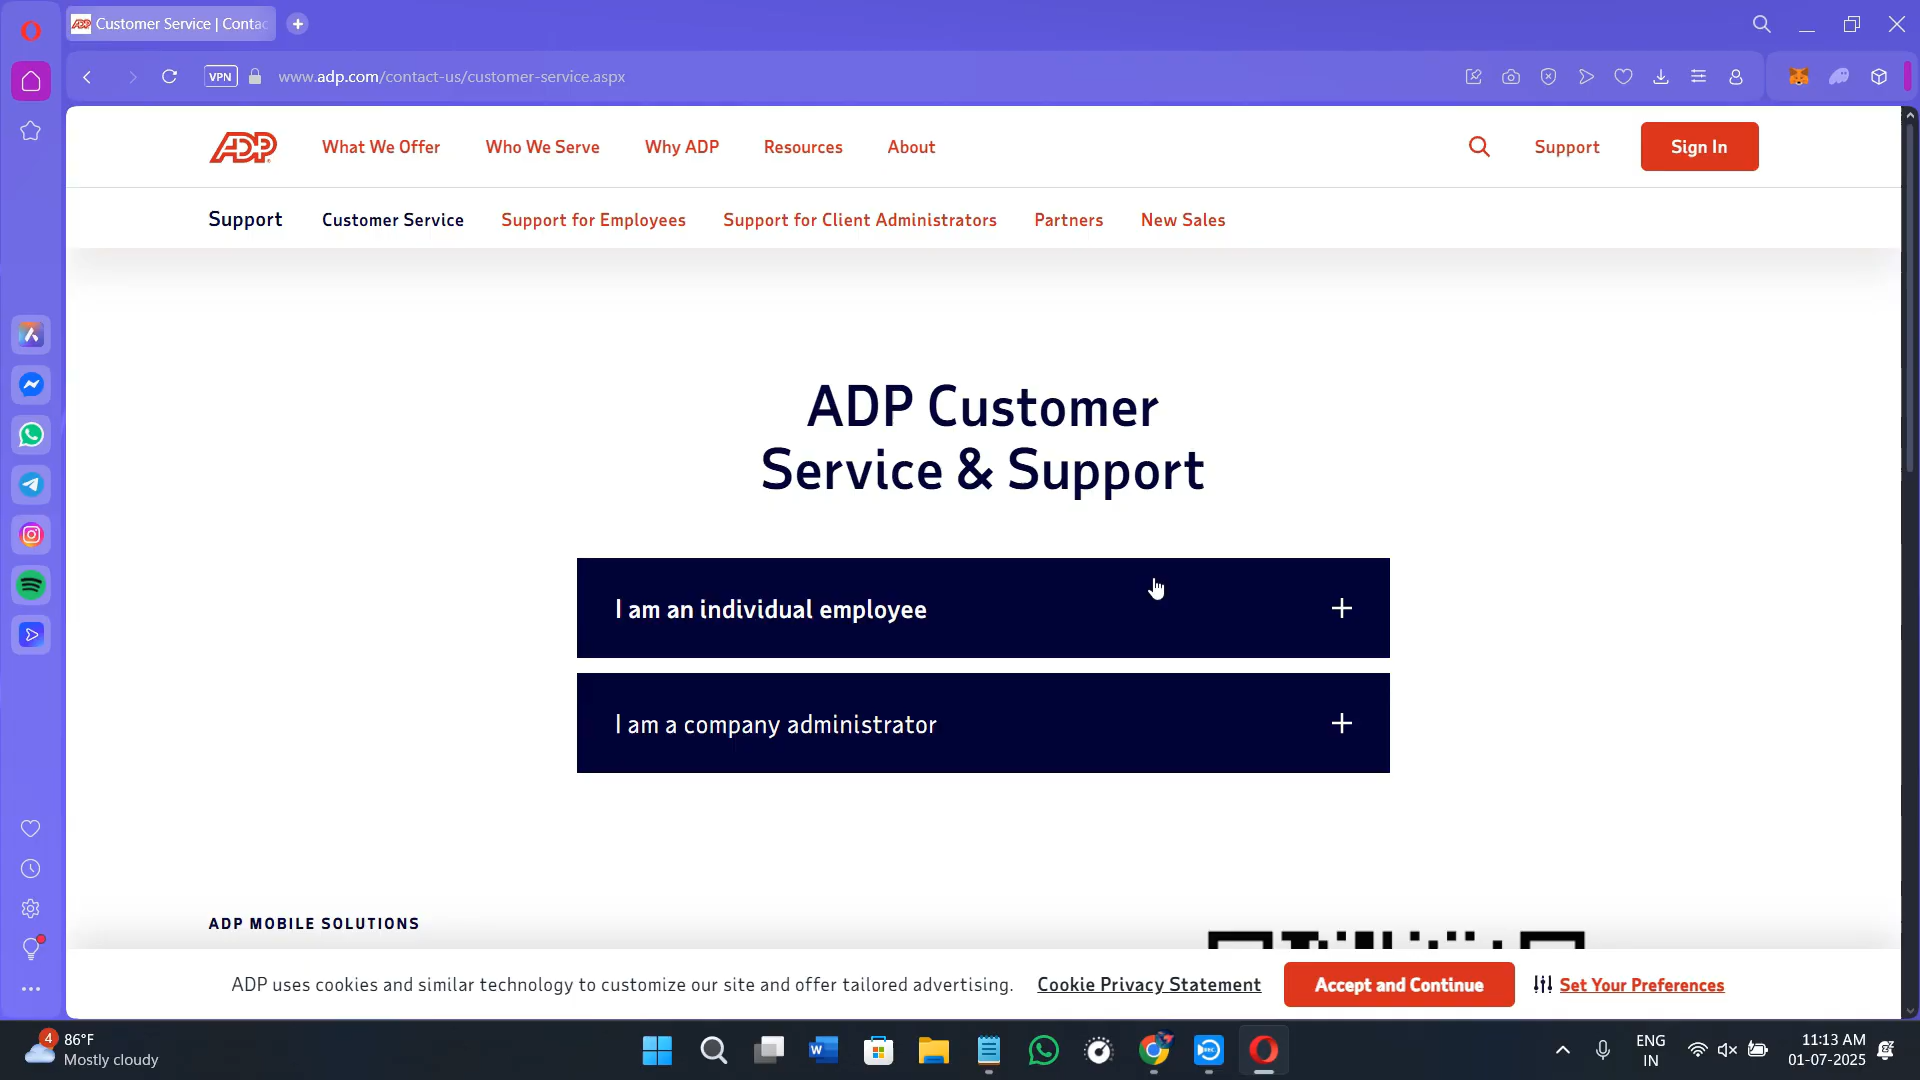 Customer Service | Contac
VPN
www.adp.com/contact-us/customer-service.aspx
ADP
What We Offer
Who We Serve
Why ADP
Resources
About
Support
Sign In
Support
Customer Service
Support for Employees
Support for Client Administrators
Partners
New Sales
ADP Customer
Service & Support
I am an individual employee
I am a company administrator
ADP MOBILE SOLUTIONS
ADP uses cookies and similar technology to customize our site and offer tailored advertising.
Cookie Privacy Statement
Accept and Continue
Set Your Preferences
4
86°F
Mostly cloudy
ENG
IN
11:13 AM
01-07-2025